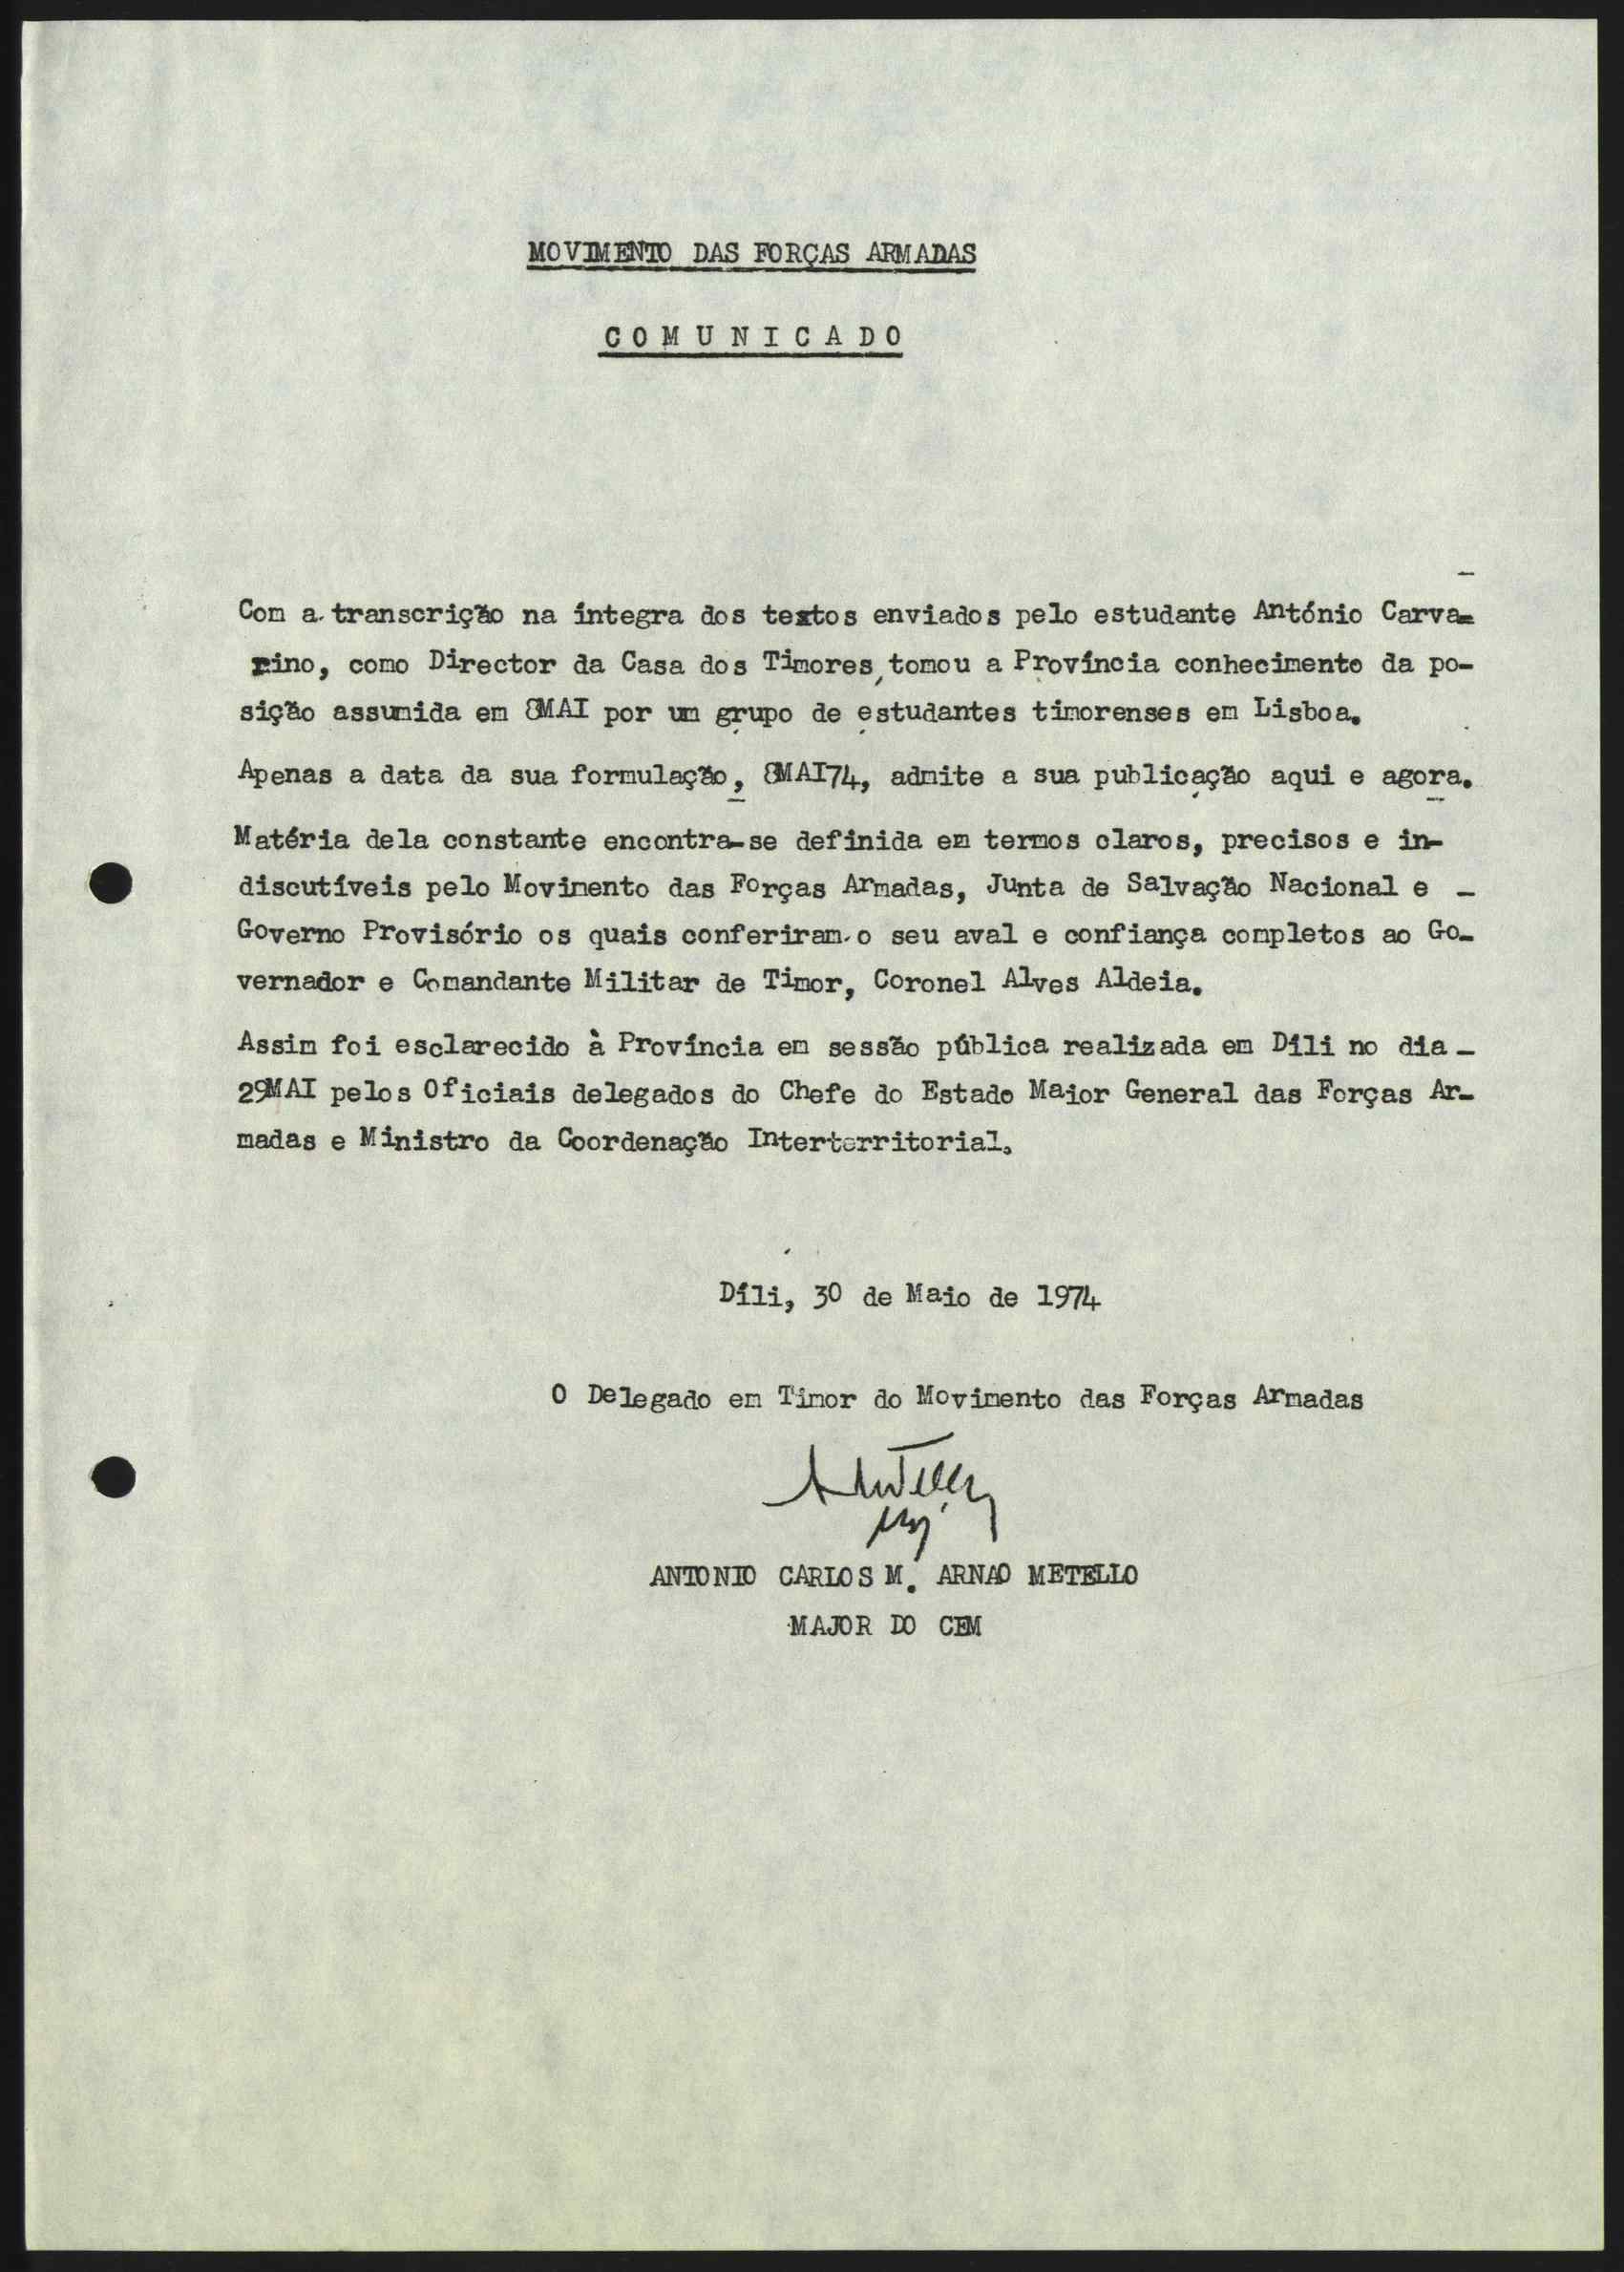 MOVIMENTO DAS FORÇAS ARMADAS
COMUNICADO
Com a transcrição na íntegra dos textos enviados pelo estudante António Carva-
rino, como Director da Casa dos Timores, tomou a Província conhecimento da po-
sição assumida em 8MAI por um grupo de estudantes timorenses em Lisboa.
Apenas a data da sua formulação, 8MAI74, admite a sua publicação aqui e agora.
Matéria dela constante encontra-se definida em termos claros, precisos e in-
discutíveis pelo Movimento das Forças Armadas, Junta de Salvação Nacional e -
Governo Provisório os quais conferiram o seu aval e confiança completos ao Go-
vernador e Comandante Militar de Timor, Coronel Alves Aldeia.
Assim foi esclarecido à Província em sessão pública realizada em Díli no dia -
29MAI pelos Oficiais delegados do Chefe do Estado Maior General das Forças Ar-
madas e Ministro da Coordenação Interterritorial.
Díli, 30 de Maio de 1974
O Delegado em Timor do Movimento das Forças Armadas
ANTONIO CARLOS M. ARNAO METELLO
MAJOR DO CEM